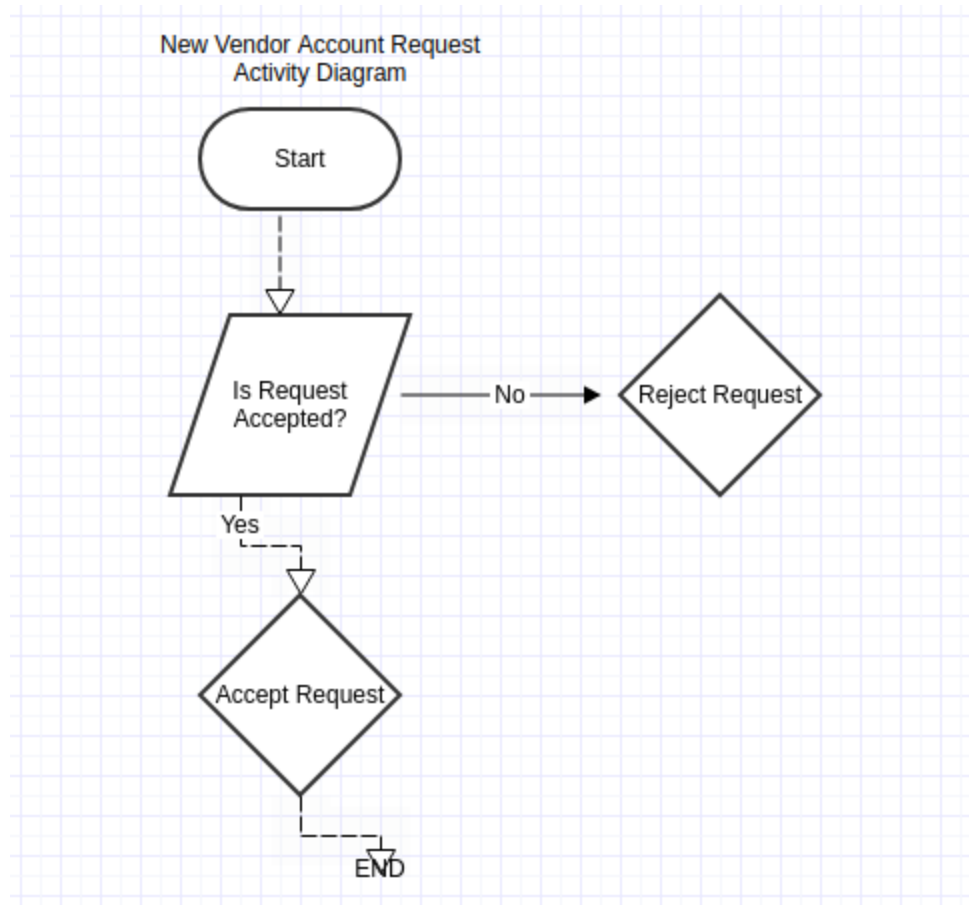 New Vendor Account Request
Activity Diagram
Start
Is Request
Accepted?
No
Reject Request
Yes
Accept Request
END